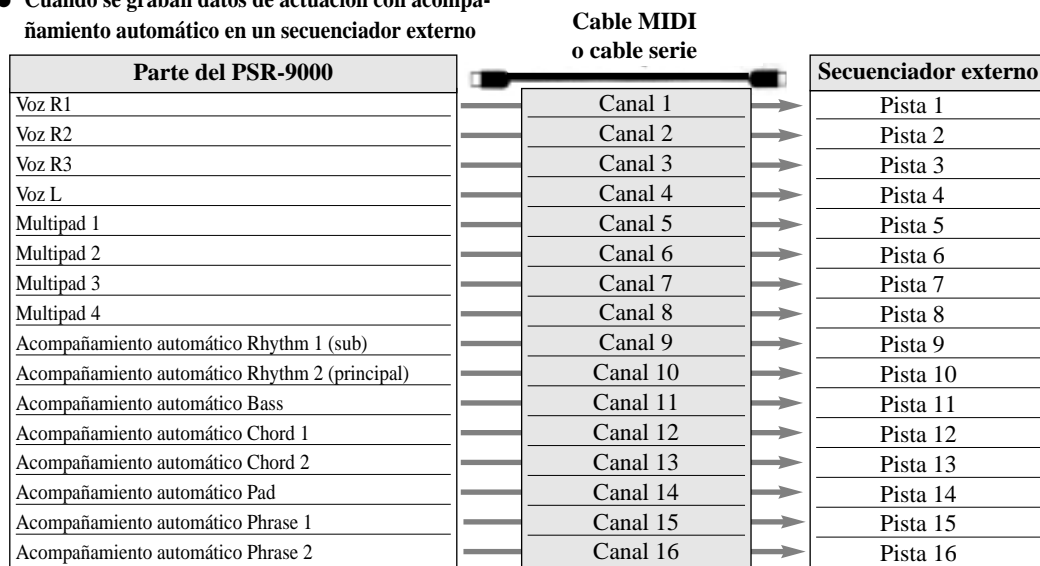 ● Cuando se graban datos de actuación con acompa-
ñamiento automático en un secuenciador externo
Cable MIDI
o cable serie
Parte del PSR-9000
Secuenciador externo
Voz R1 Canal 1 Pista 1
Voz R2 Canal 2 Pista 2
Voz R3 Canal 3 Pista 3
Voz L Canal 4 Pista 4
Multipad 1 Canal 5 Pista 5
Multipad 2 Canal 6 Pista 6
Multipad 3 Canal 7 Pista 7
Multipad 4 Canal 8 Pista 8
Acompañamiento automático Rhythm 1 (sub) Canal 9 Pista 9
Acompañamiento automático Rhythm 2 (principal) Canal 10 Pista 10
Acompañamiento automático Bass Canal 11 Pista 11
Acompañamiento automático Chord 1 Canal 12 Pista 12
Acompañamiento automático Chord 2 Canal 13 Pista 13
Acompañamiento automático Pad Canal 14 Pista 14
Acompañamiento automático Phrase 1 Canal 15 Pista 15
Acompañamiento automático Phrase 2 Canal 16 Pista 16